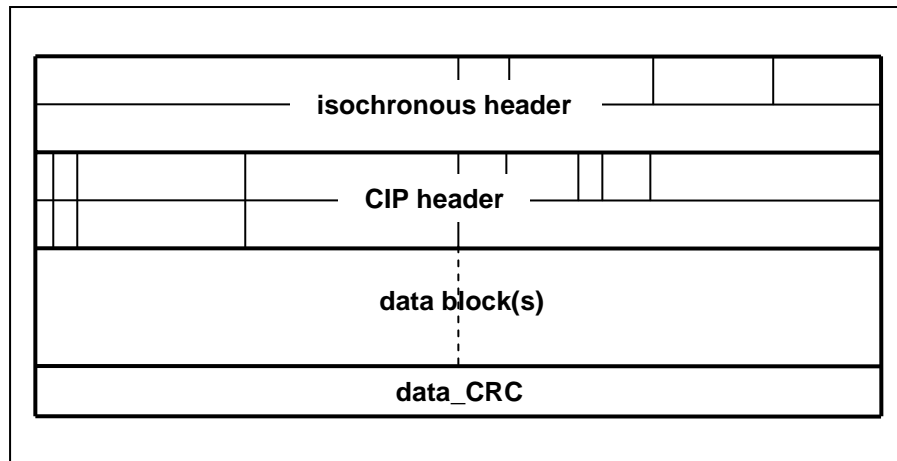 isochronous header
CIP header
data block(s)
data_CRC